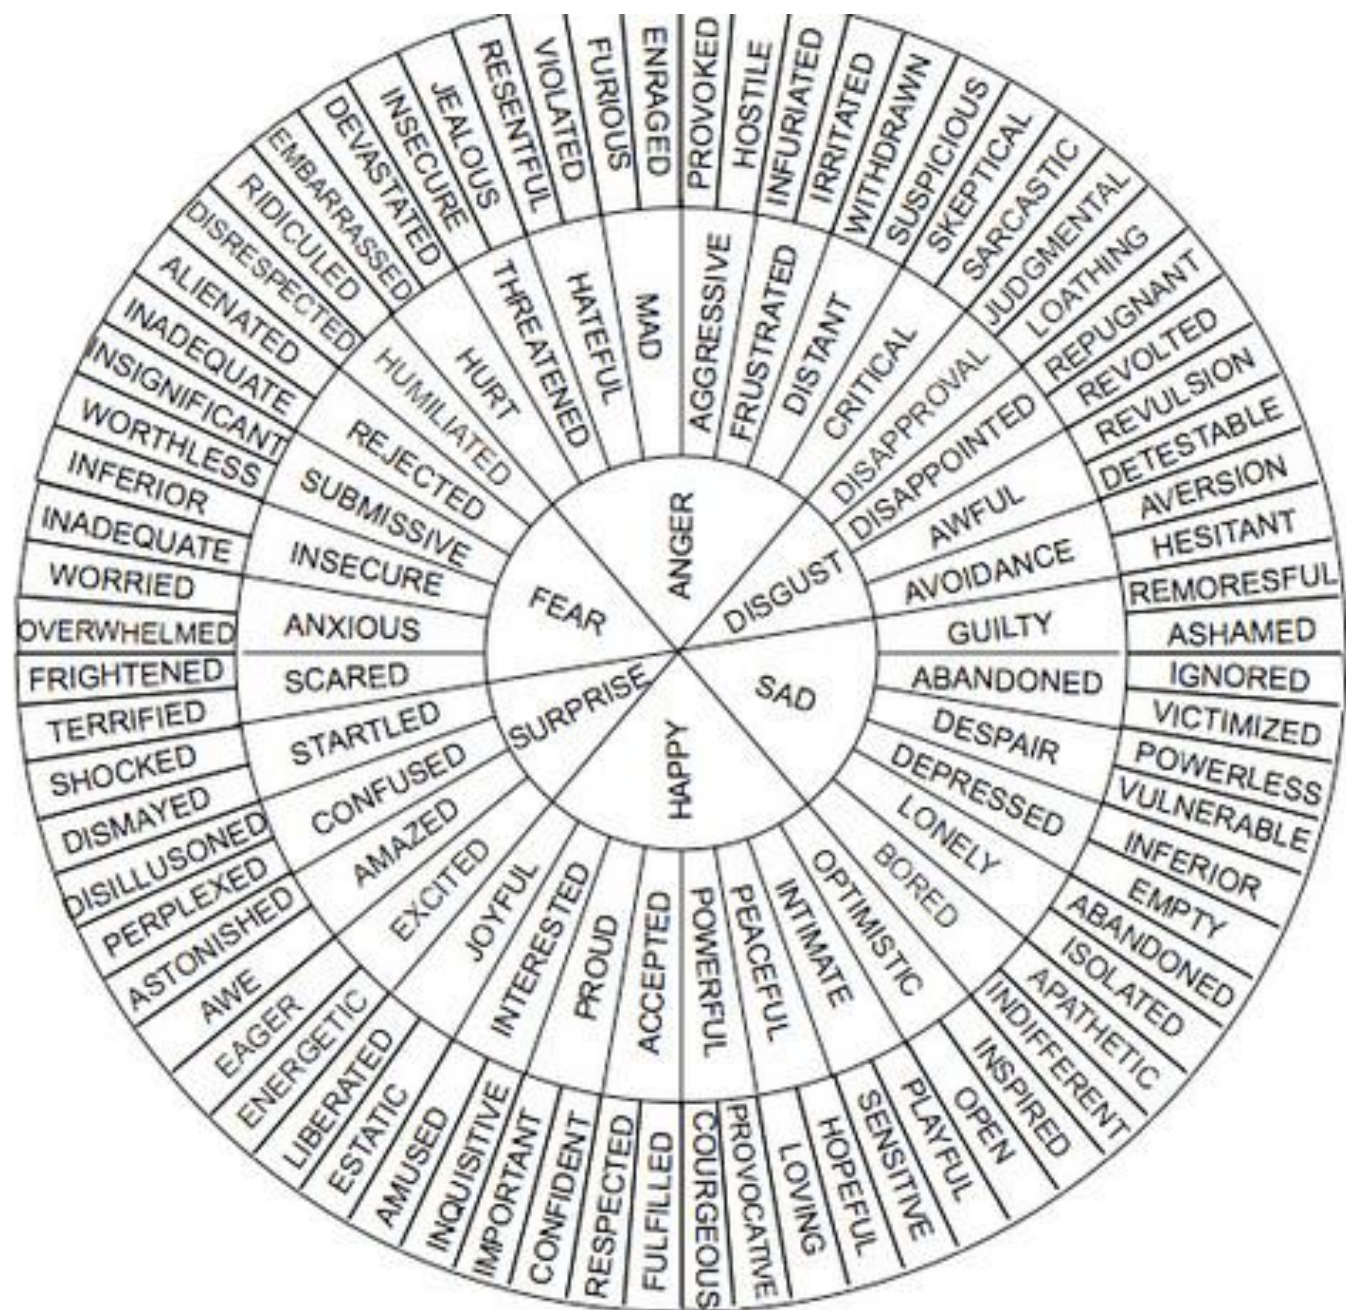 ANGER
DISGUST
SAD
HAPPY
SURPRISE
FEAR
MAD
AGGRESSIVE
FRUSTRATED
DISTANT
CRITICAL
DISAPPROVAL
DISAPPOINTED
AWFUL
AVOIDANCE
GUILTY
ABANDONED
DESPAIR
DEPRESSED
LONELY
BORED
OPTIMISTIC
INTIMATE
PEACEFUL
POWERFUL
ACCEPTED
PROUD
INTERESTED
JOYFUL
EXCITED
AMAZED
CONFUSED
STARTLED
SCARED
ANXIOUS
INSECURE
SUBMISSIVE
REJECTED
HUMILIATED
HURT
THREATENED
HATEFUL
ENRAGED
PROVOKED
HOSTILE
INFURIATED
IRRITATED
WITHDRAWN
SUSPICIOUS
SKEPTICAL
SARCASTIC
JUDGMENTAL
LOATHING
REPUGNANT
REVOLTED
REVULSION
DETESTABLE
AVERSION
HESITANT
REMORESFUL
ASHAMED
IGNORED
VICTIMIZED
POWERLESS
VULNERABLE
INFERIOR
EMPTY
ABANDONED
ISOLATED
APATHETIC
INDIFFERENT
INSPIRED
OPEN
PLAYFUL
SENSITIVE
HOPEFUL
LOVING
PROVOCATIVE
COURGEOUS
FULFILLED
RESPECTED
CONFIDENT
IMPORTANT
INQUISITIVE
AMUSED
ESTATIC
LIBERATED
ENERGETIC
EAGER
AWE
ASTONISHED
PERPLEXED
DISILLUSONED
DISMAYED
SHOCKED
TERRIFIED
FRIGHTENED
OVERWHELMED
WORRIED
INADEQUATE
INFERIOR
WORTHLESS
INSIGNIFICANT
INADEQUATE
ALIENATED
DISRESPECTED
RIDICULED
EMBARRASSED
DEVASTATED
INSECURE
JEALOUS
RESENTFUL
VIOLATED
FURIOUS